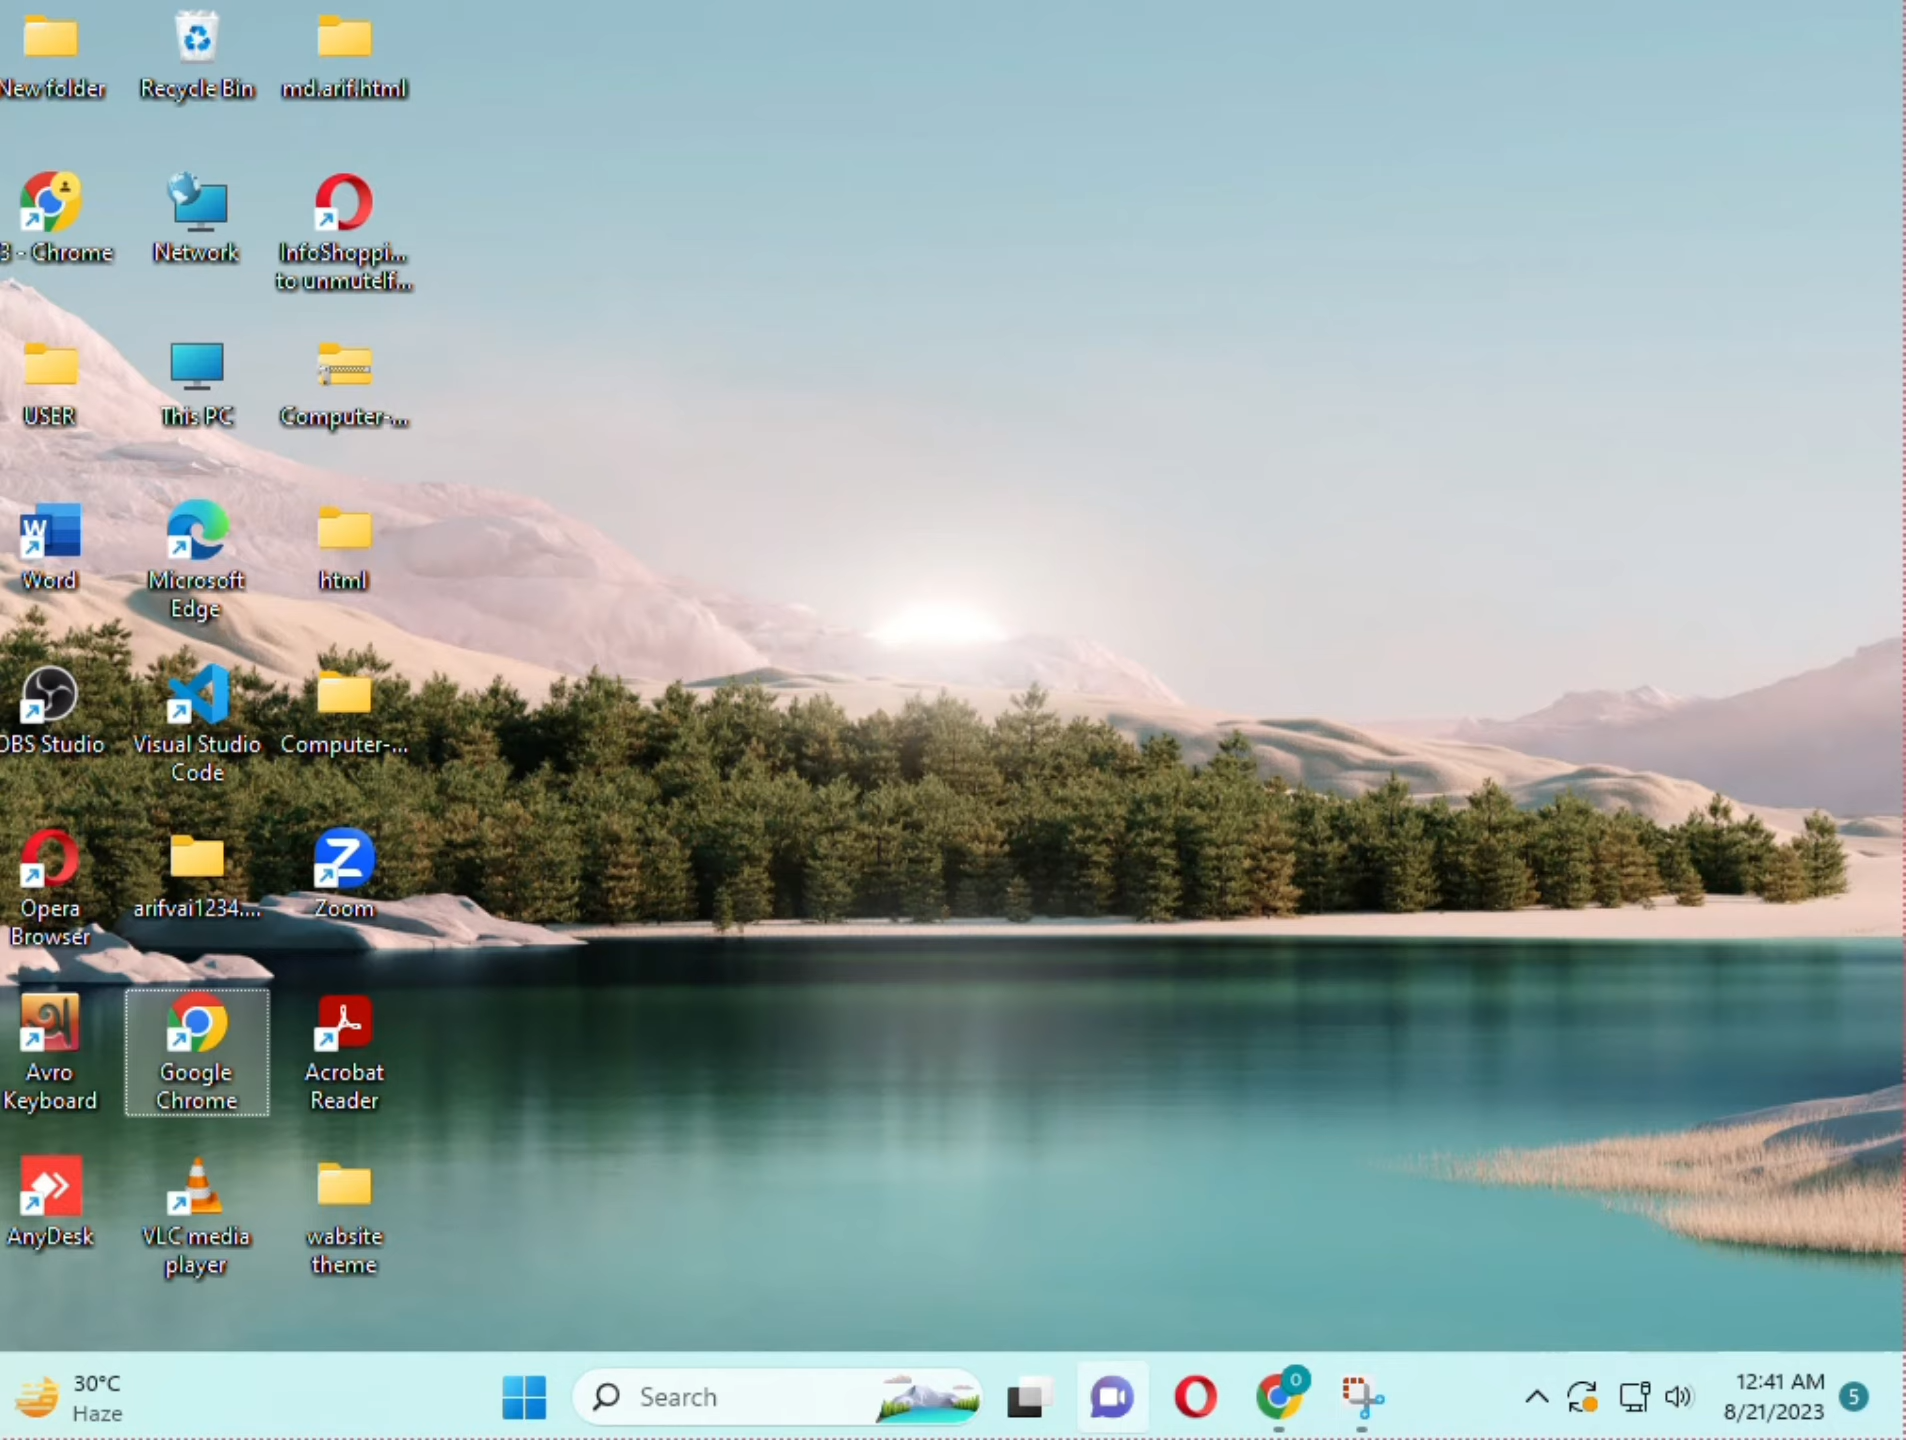 New folder
Recycle Bin
md.arif.html
3 - Chrome
Network
InfoShoppi...
to unmutelf...
USER
This PC
Computer-...
Word
Microsoft
Edge
html
OBS Studio
Visual Studio
Code
Computer-...
Opera
Browser
arifvai1234....
Zoom
Avro
Keyboard
Google
Chrome
Acrobat
Reader
AnyDesk
VLC media
player
wabsite
theme
30°C
Haze
Search
12:41 AM
8/21/2023
5